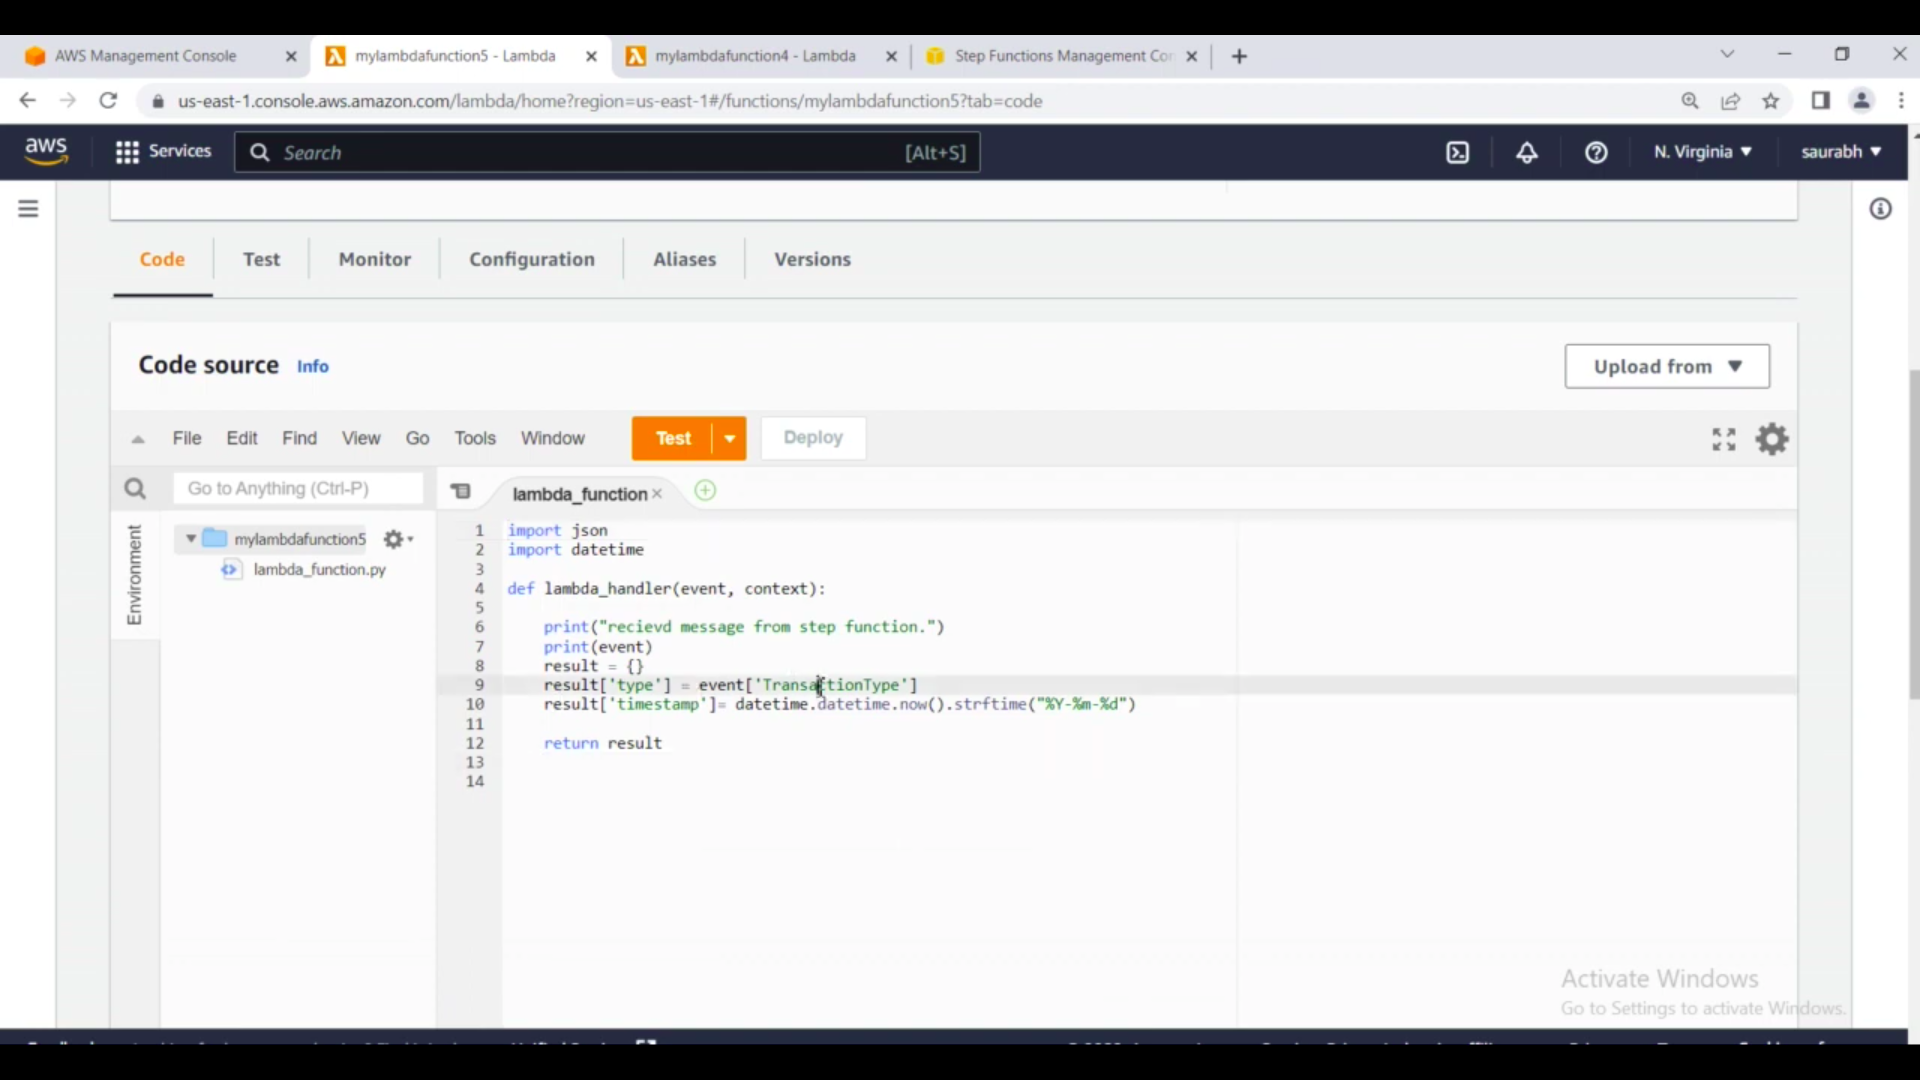 AWS Management Console
mylambdafunction5 - Lambda
mylambdafunction4 - Lambda
Step Functions Management Con
us-east-1.console.aws.amazon.com/lambda/home?region=us-east-1#/functions/mylambdafunction5?tab=code
aws
Services
Search
[Alt+S]
N. Virginia
saurabh
Code
Test
Monitor
Configuration
Aliases
Versions
Code source
Info
Upload from
File
Edit
Find
View
Go
Tools
Window
Test
Deploy
Go to Anything (Ctrl-P)
lambda_function
Environment
mylambdafunction5
lambda_function.py
1 import json
2 import datetime
3
4 def lambda_handler(event, context):
5
6 print("recievd message from step function.")
7 print(event)
8 result = {}
9 result['type'] = event['TransactionType']
10 result['timestamp']= datetime.datetime.now().strftime("%Y-%m-%d")
11
12 return result
13
14
Activate Windows
Go to Settings to activate Windows.